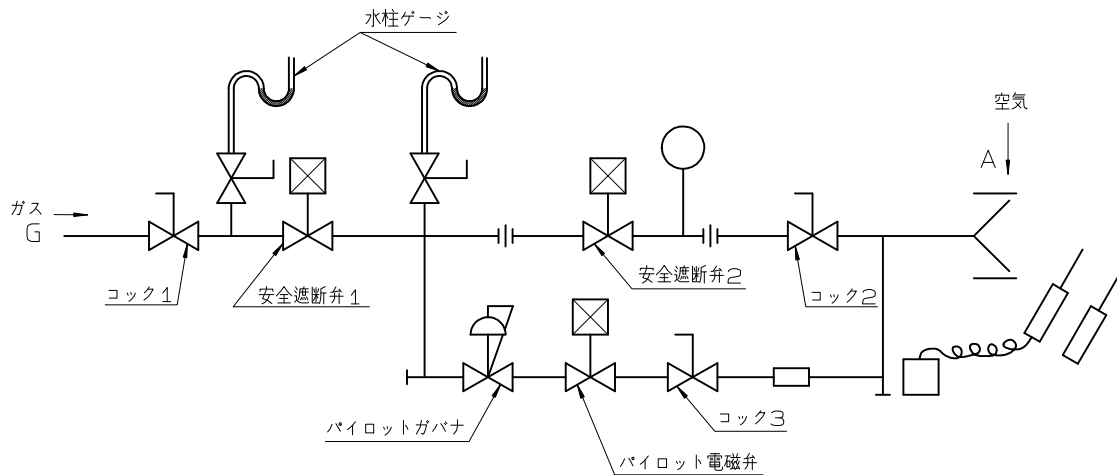 水柱ゲージ
空気
A
ガス
G
コック1
安全遮断弁1
安全遮断弁2
コック2
パイロットガバナ
パイロット電磁弁
コック3